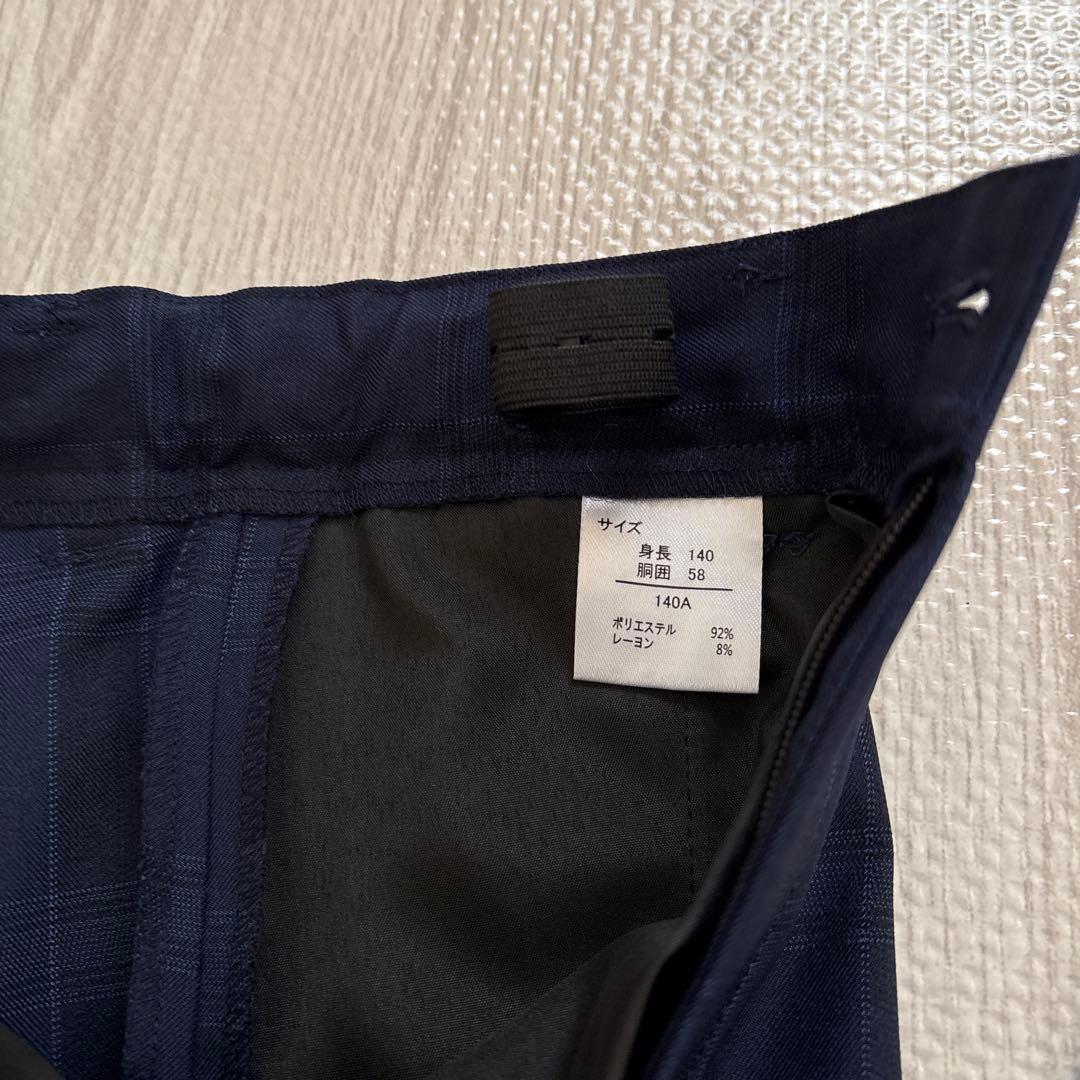 サイズ
身長 140
胴囲 58
140A
ポリエステル 92%
レーヨン 8%